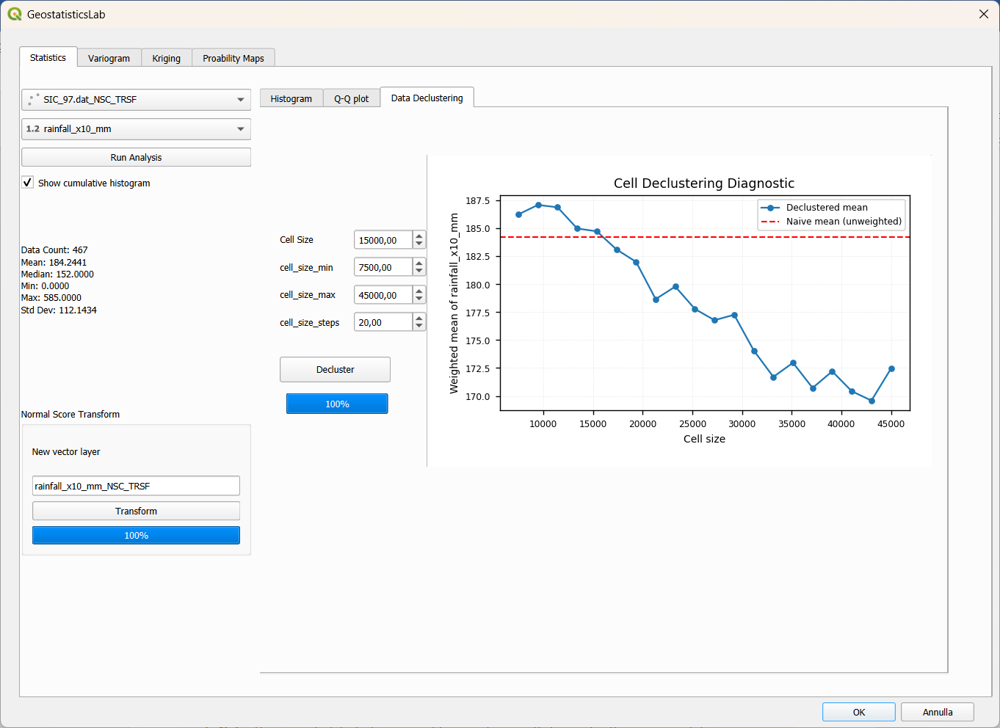 GeostatisticsLab
Statistics
Variogram
Kriging
Proability Maps
SIC_97.dat_NSC_TRSF
1.2 rainfall_x10_mm
Run Analysis
Show cumulative histogram
Data Count: 467
Mean: 184.2441
Median: 152.0000
Min: 0.0000
Max: 585.0000
Std Dev: 112.1434
Normal Score Transform
New vector layer
rainfall_x10_mm_NSC_TRSF
Transform
100%
Histogram
Q-Q plot
Data Declustering
Cell Size
15000,00
cell_size_min
7500,00
cell_size_max
45000,00
cell_size_steps
20,00
Decluster
100%
Cell Declustering Diagnostic
Declustered mean
Naive mean (unweighted)
Weighted mean of rainfall_x10_mm
187.5
185.0
182.5
180.0
177.5
175.0
172.5
170.0
10000
15000
20000
25000
30000
35000
40000
45000
Cell size
OK
Annulla